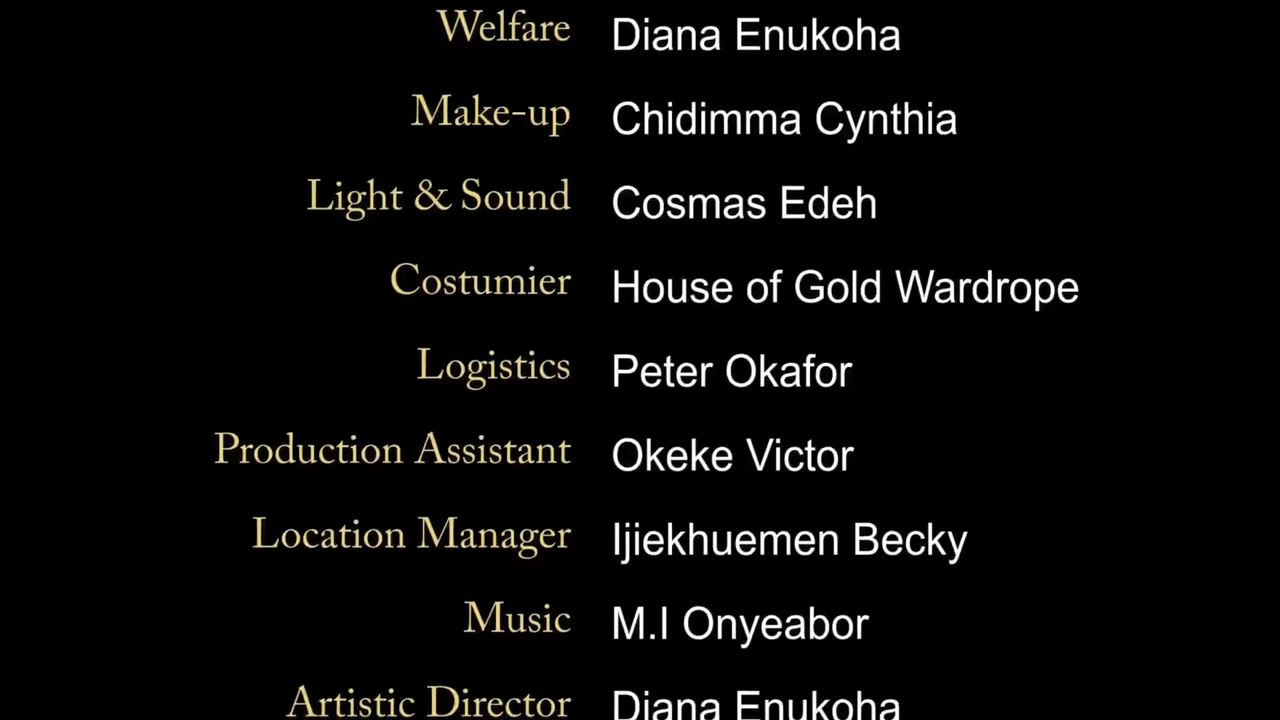 Welfare Diana Enukoha
Make-up Chidimma Cynthia
Light & Sound Cosmas Edeh
Costumier House of Gold Wardrope
Logistics Peter Okafor
Production Assistant Okeke Victor
Location Manager Ijiekhuemen Becky
Music M.I Onyeabor
Artistic Director Diana Enukoha